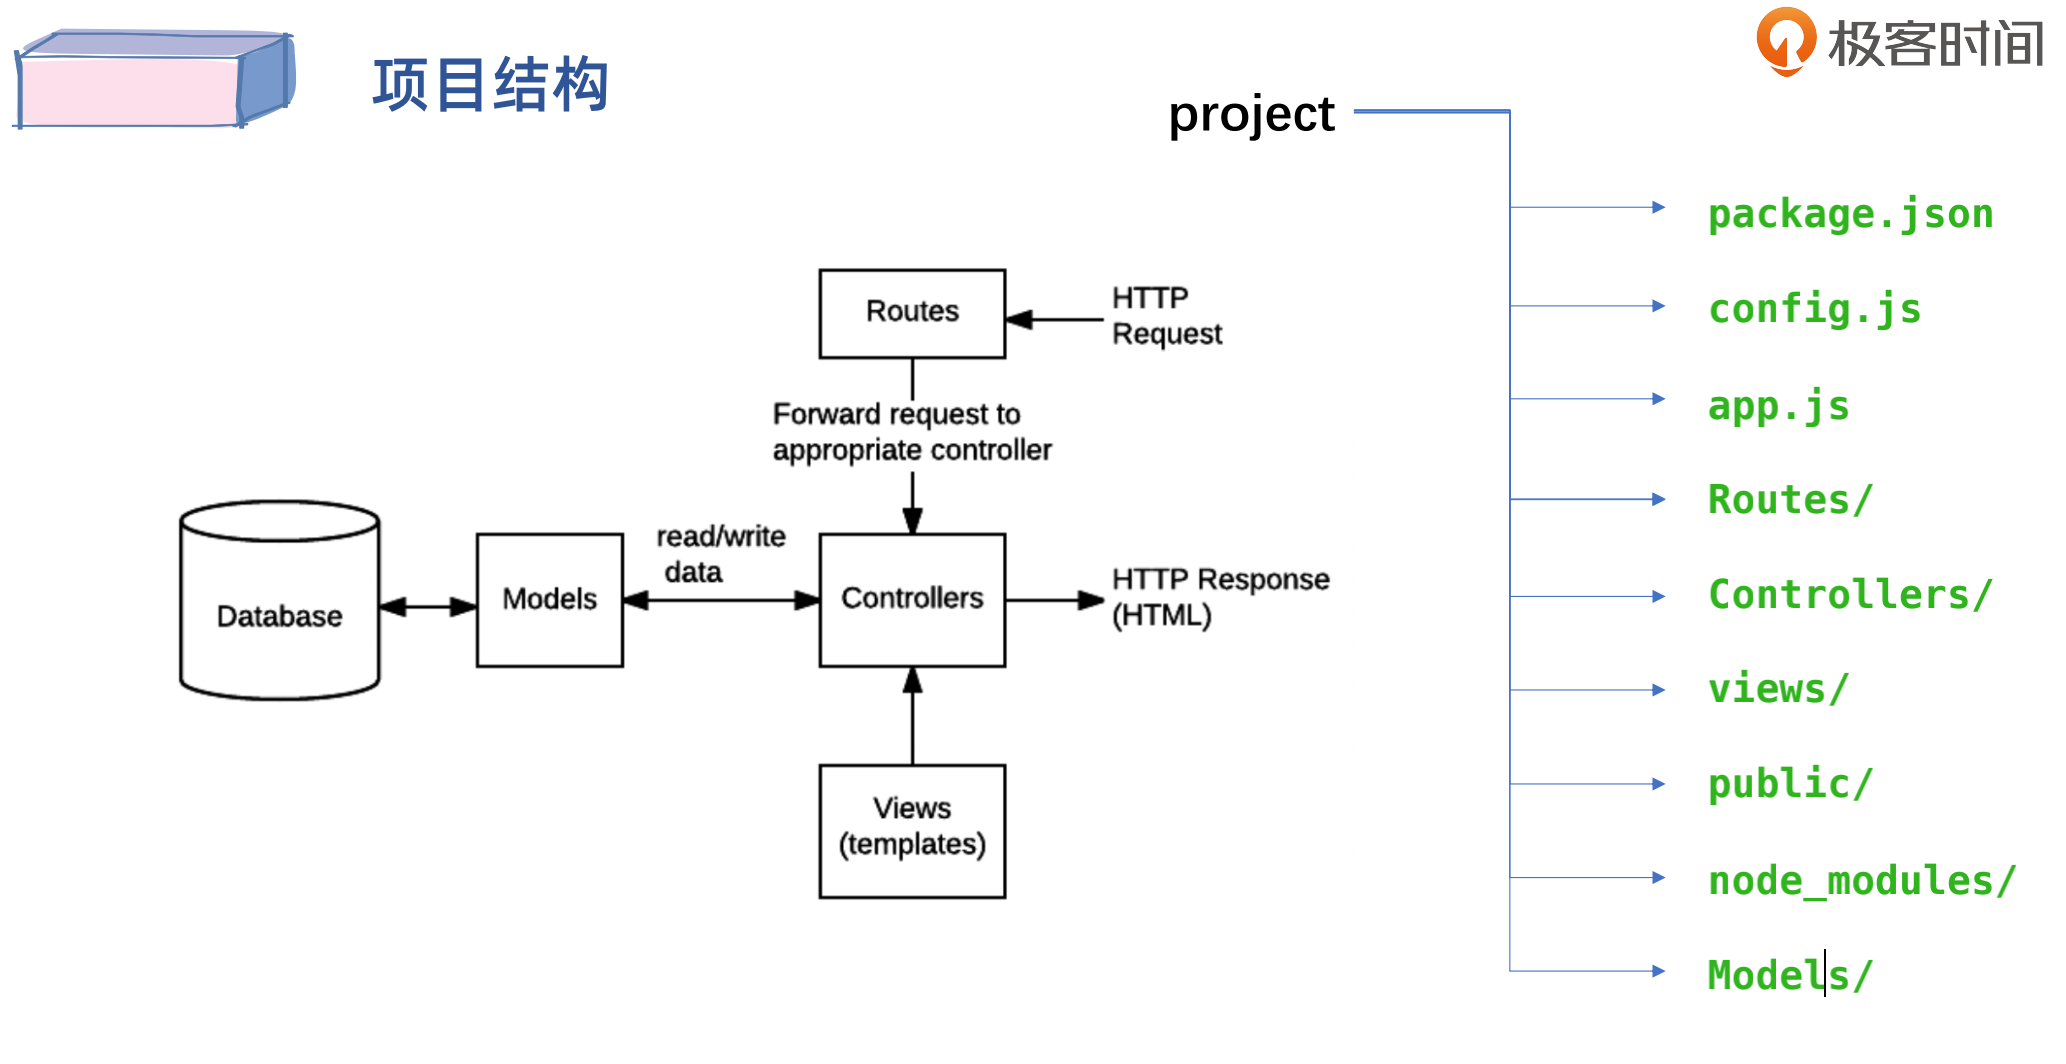 项目结构
极客时间
project
package.json
config.js
app.js
Routes/
Controllers/
views/
public/
node_modules/
Models/
Routes
HTTP
Request
Forward request to
appropriate controller
Database
Models
read/write
data
Controllers
HTTP Response
(HTML)
Views
(templates)